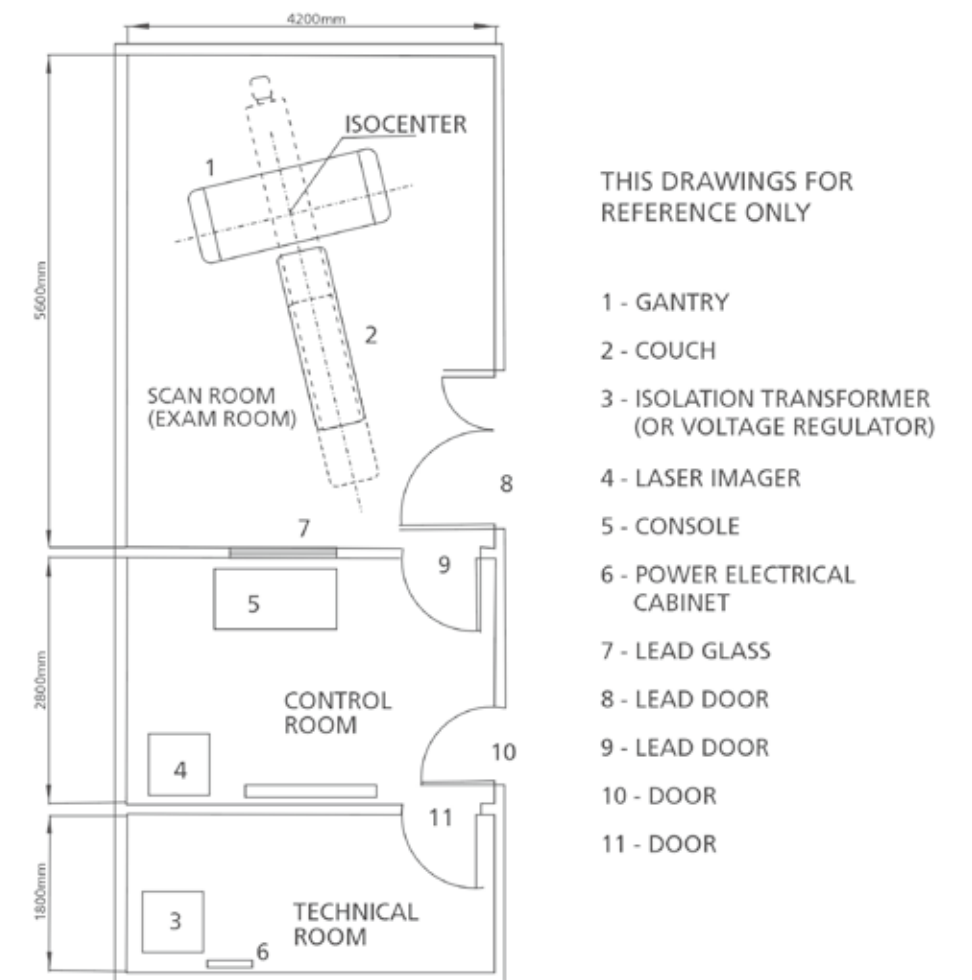 4200mm
ISOCENTER
1
5600mm
2
SCAN ROOM
(EXAM ROOM)
8
7
9
5
2800mm
CONTROL
ROOM
10
4
11
1800mm
3
TECHNICAL
ROOM
6
THIS DRAWINGS FOR
REFERENCE ONLY
1 - GANTRY
2 - COUCH
3 - ISOLATION TRANSFORMER
(OR VOLTAGE REGULATOR)
4 - LASER IMAGER
5 - CONSOLE
6 - POWER ELECTRICAL
CABINET
7 - LEAD GLASS
8 - LEAD DOOR
9 - LEAD DOOR
10 - DOOR
11 - DOOR